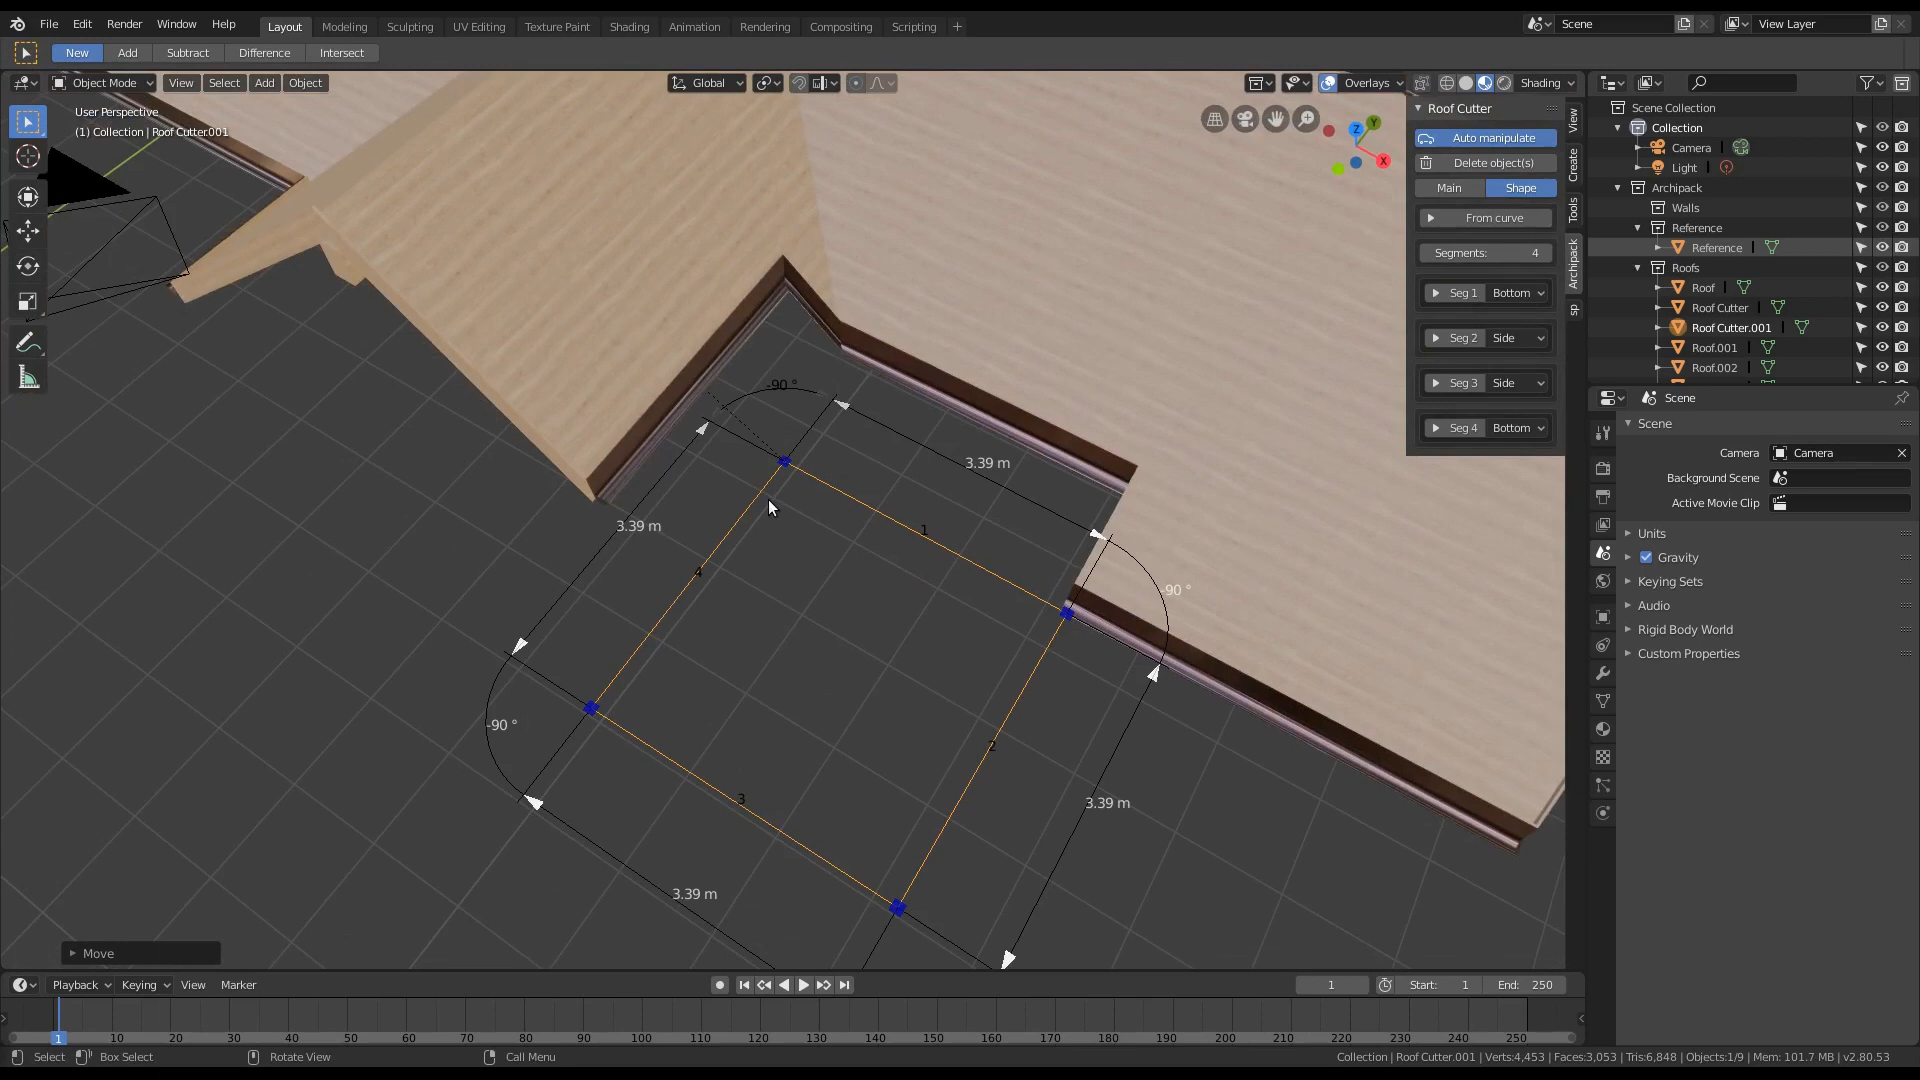 File Edit Render Window Help Layout Modeling Sculpting UV Editing Texture Paint Shading Animation Rendering Compositing Scripting + Scene View Layer
New Add Subtract Difference Intersect
Object Mode View Select Add Object Global Overlays Shading
User Perspective
(1) Collection | Roof Cutter.001
Z Y X
Roof Cutter
Auto manipulate
Delete object(s)
Main Shape
From curve
Segments: 4
Seg 1 Bottom
Seg 2 Side
Seg 3 Side
Seg 4 Bottom
View
Create
Tools
Archipack
sp
Scene Collection
Collection
Camera
Light
Archipack
Walls
Reference
Reference
Roofs
Roof
Roof Cutter
Roof Cutter.001
Roof.001
Roof.002
Scene
Scene
Camera Camera
Background Scene
Active Movie Clip
Units
Gravity
Keying Sets
Audio
Rigid Body World
Custom Properties
-90 °
3.39 m
3.39 m
1
4
-90 °
-90 °
2
3
3.39 m
3.39 m
Move
Playback Keying View Marker 1 Start: 1 End: 250
1 10 20 30 40 50 60 70 80 90 100 110 120 130 140 150 160 170 180 190 200 210 220 230 240 250
Select Box Select Rotate View Call Menu Collection | Roof Cutter.001 | Verts:4,453 | Faces:3,053 | Tris:6,848 | Objects:1/9 | Mem: 101.7 MB | v2.80.53